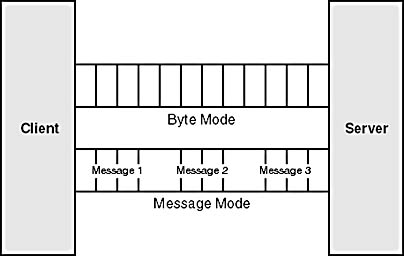 Client
Byte Mode
Server
Message 1
Message 2
Message 3
Message Mode